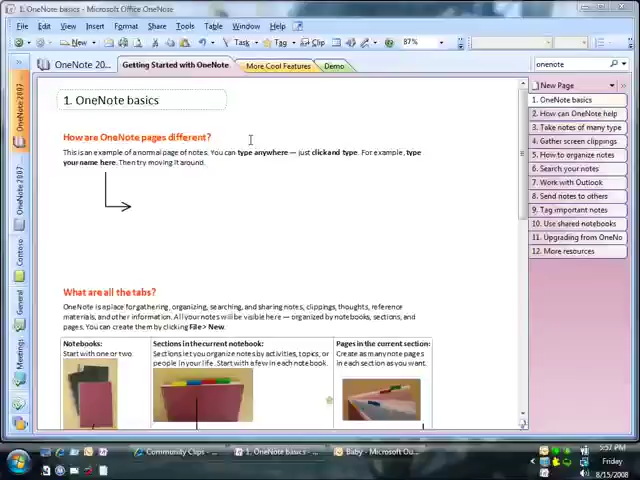 1. OneNote basics - Microsoft Office OneNote
File Edit View Insert Format Share Tools Table Window Help
New Task Tag Clip 87% onenote
OneNote 20... Getting Started with OneNote More Cool Features Demo
New Page
1. OneNote basics
2. How can OneNote help
3. Take notes of many type
4. Gather screen clippings
5. How to organize notes
6. Search your notes
7. Work with Outlook
8. Send notes to others
9. Tag important notes
10. Use shared notebooks
11. Upgrading from OneNo
12. More resources
OneNote 2007
OneNote 2007
Contoso
General
Meetings
1. OneNote basics
How are OneNote pages different?
This is an example of a normal page of notes. You can type anywhere — just click and type. For example, type
your name here. Then try moving it around.
What are all the tabs?
OneNote is a place for gathering, organizing, searching, and sharing notes, clippings, thoughts, reference
materials, and other information. All your notes will be visible here — organized by notebooks, sections, and
pages. You can create them by clicking File > New.
Notebooks:
Start with one or two
Sections in the current notebook:
Sections let you organize notes by activities, topics, or
people in your life. Start with a few in each notebook.
Pages in the current section:
Create as many note pages
in each section as you want.
Community Clips - ... 1. OneNote basics - ... Baby - Microsoft Ou...
5:57 PM
Friday
8/15/2008